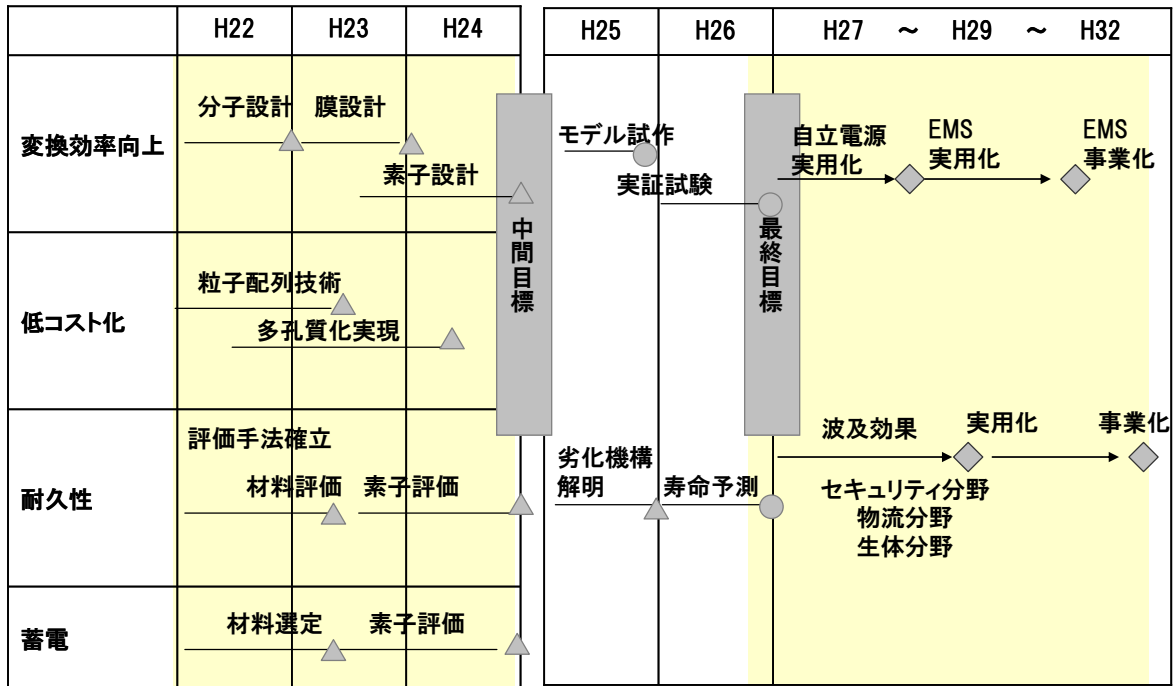 H22 H23 H24 H25 H26 H27 ～ H29 ～ H32
変換効率向上
分子設計 膜設計
素子設計
中間目標
モデル試作
実証試験
最終目標
自立電源
実用化
EMS
実用化
EMS
事業化
低コスト化
粒子配列技術
多孔質化実現
耐久性
評価手法確立
材料評価 素子評価
劣化機構
解明
寿命予測
波及効果 実用化 事業化
セキュリティ分野
物流分野
生体分野
蓄電
材料選定 素子評価